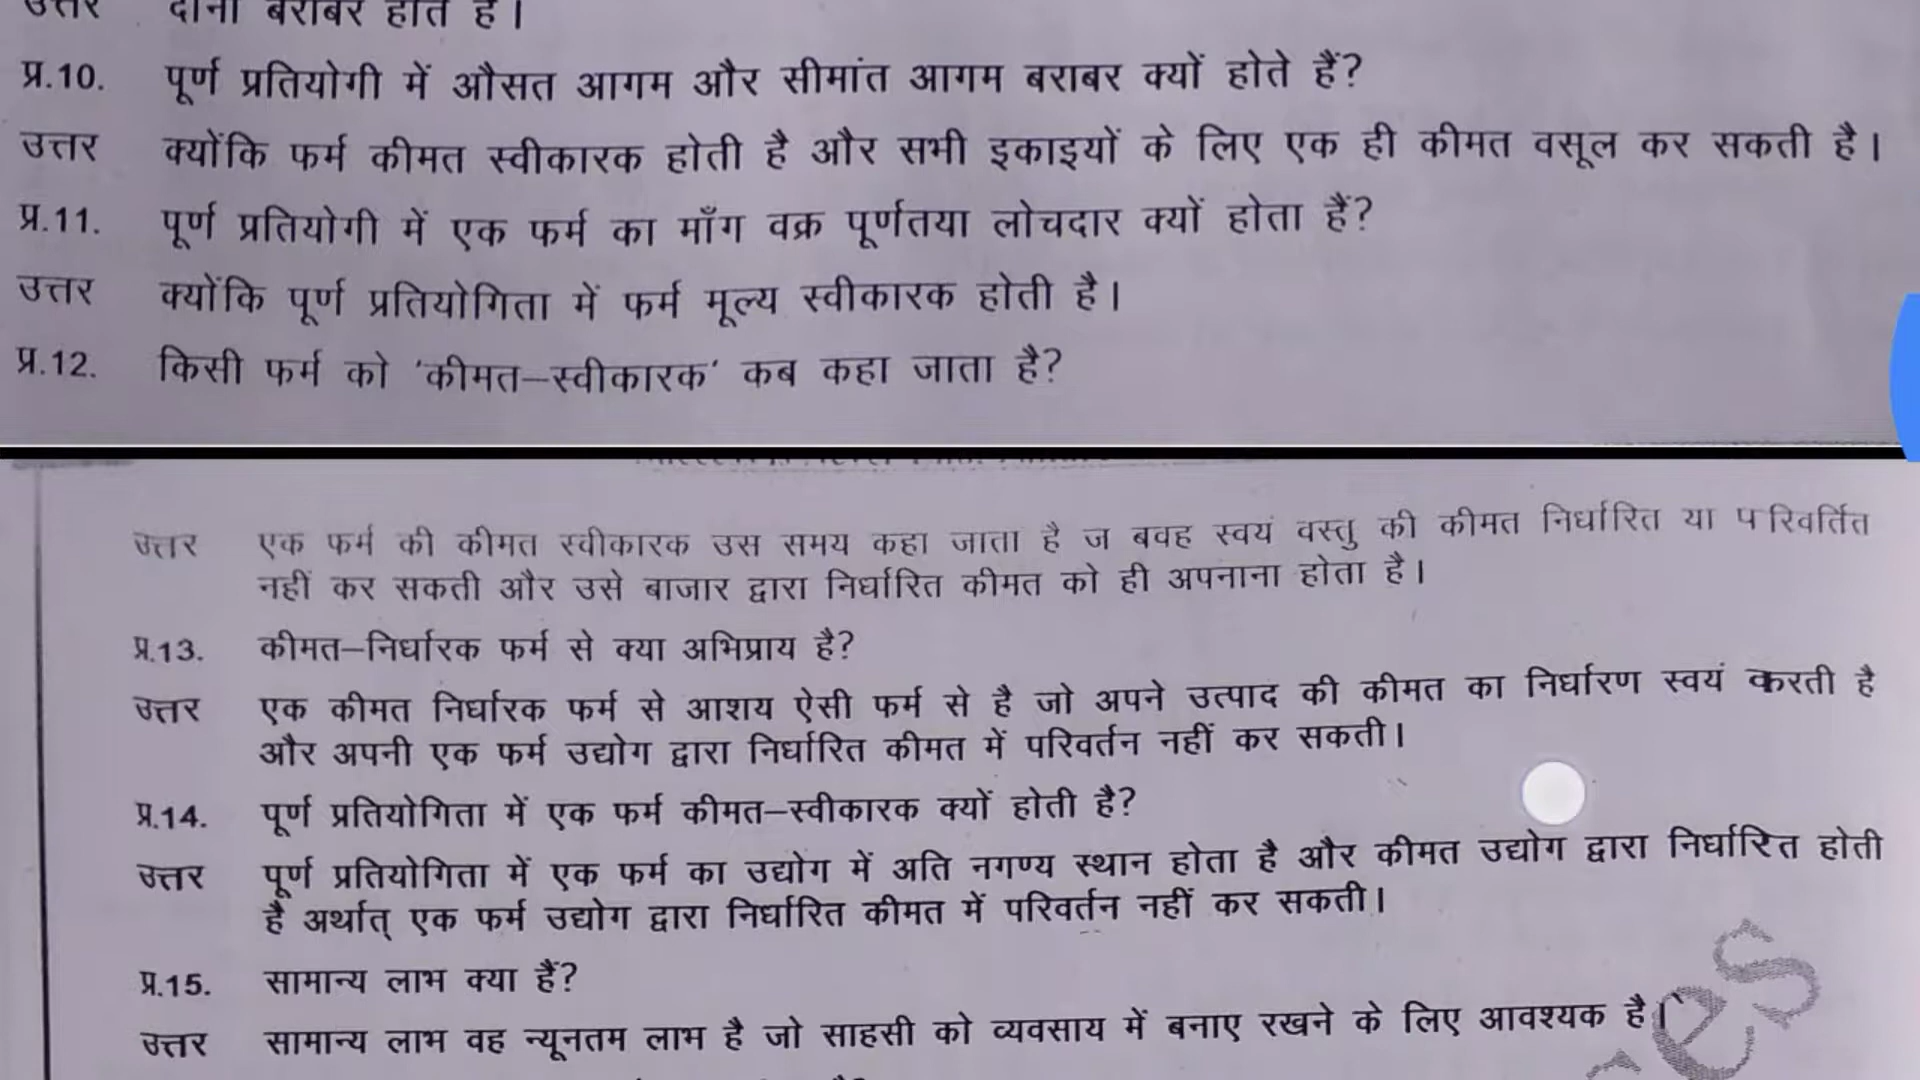 उत्तर दोनों बराबर होते हैं।
प्र.10. पूर्ण प्रतियोगी में औसत आगम और सीमांत आगम बराबर क्यों होते हैं?
उत्तर क्योंकि फर्म कीमत स्वीकारक होती है और सभी इकाइयों के लिए एक ही कीमत वसूल कर सकती है।
प्र.11. पूर्ण प्रतियोगी में एक फर्म का माँग वक्र पूर्णतया लोचदार क्यों होता हैं?
उत्तर क्योंकि पूर्ण प्रतियोगिता में फर्म मूल्य स्वीकारक होती है।
प्र.12. किसी फर्म को 'कीमत–स्वीकारक' कब कहा जाता है?
उत्तर एक फर्म की कीमत स्वीकारक उस समय कहा जाता है ज बवह स्वयं वस्तु की कीमत निर्धारित या परिवर्तित
नहीं कर सकती और उसे बाजार द्वारा निर्धारित कीमत को ही अपनाना होता है।
प्र.13. कीमत–निर्धारक फर्म से क्या अभिप्राय है?
उत्तर एक कीमत निर्धारक फर्म से आशय ऐसी फर्म से है जो अपने उत्पाद की कीमत का निर्धारण स्वयं करती है
और अपनी एक फर्म उद्योग द्वारा निर्धारित कीमत में परिवर्तन नहीं कर सकती।
प्र.14. पूर्ण प्रतियोगिता में एक फर्म कीमत–स्वीकारक क्यों होती है?
उत्तर पूर्ण प्रतियोगिता में एक फर्म का उद्योग में अति नगण्य स्थान होता है और कीमत उद्योग द्वारा निर्धारित होती
है अर्थात् एक फर्म उद्योग द्वारा निर्धारित कीमत में परिवर्तन नहीं कर सकती।
प्र.15. सामान्य लाभ क्या हैं?
उत्तर सामान्य लाभ वह न्यूनतम लाभ है जो साहसी को व्यवसाय में बनाए रखने के लिए आवश्यक है।